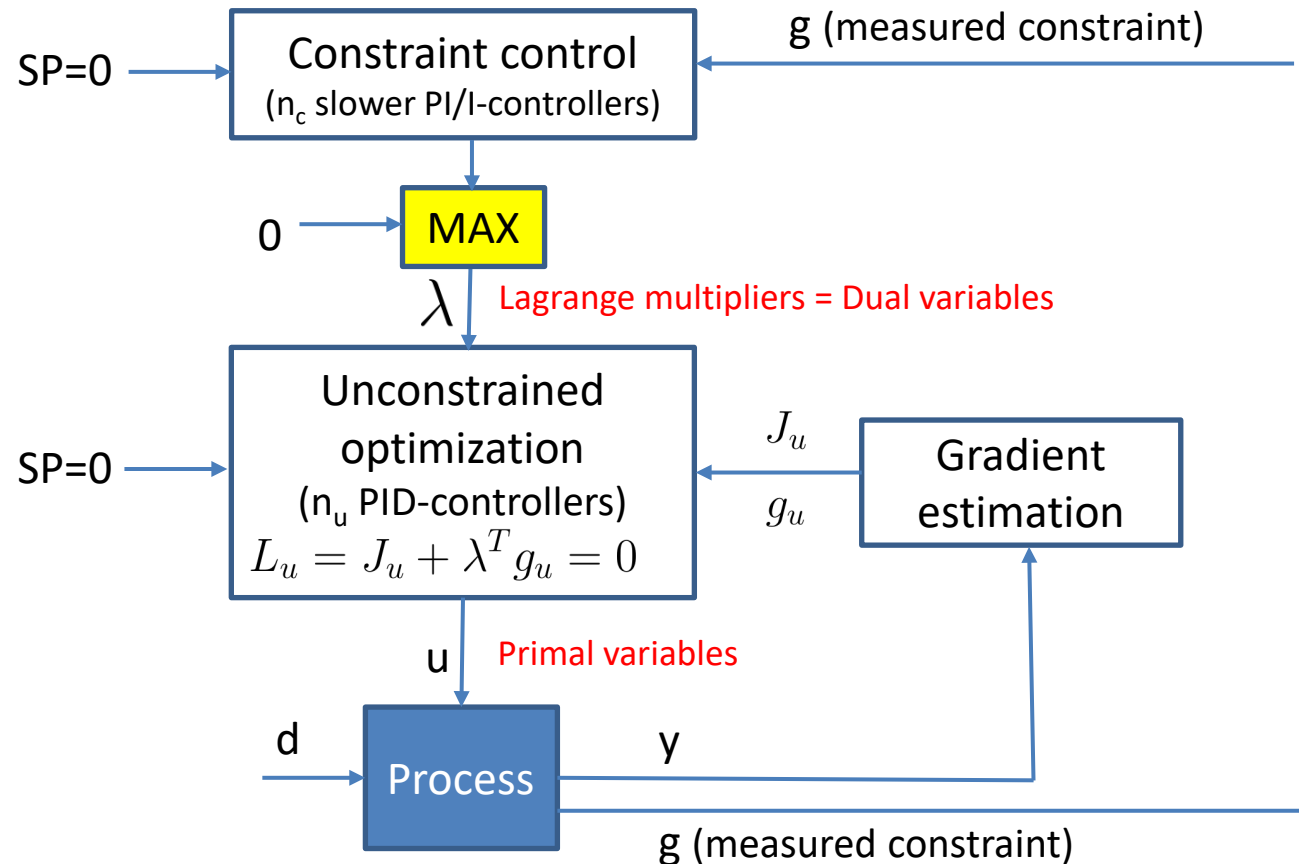 g (measured constraint)
SP=0
Constraint control
(n_c slower PI/I-controllers)
0
MAX
λ
Lagrange multipliers = Dual variables
Unconstrained
optimization
(n_u PID-controllers)
L_u = J_u + λ^T g_u = 0
SP=0
J_u
g_u
Gradient
estimation
u
Primal variables
d
Process
y
g (measured constraint)